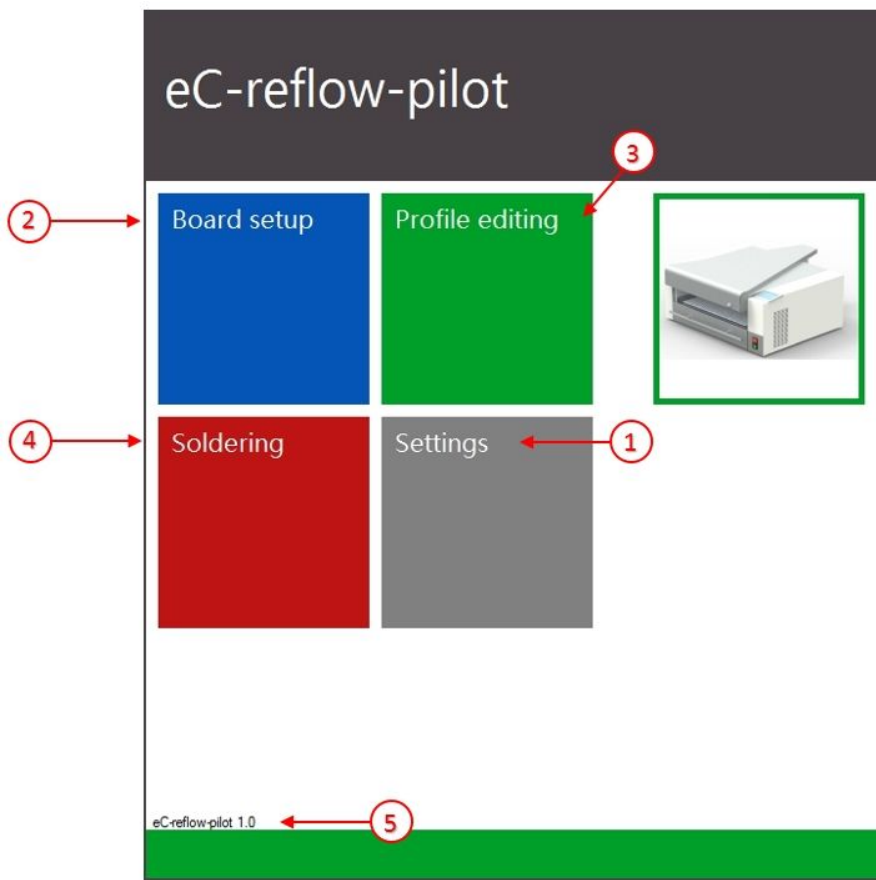 eC-reflow-pilot
3
2
Board setup
Profile editing
4
Soldering
Settings
1
eC-reflow-pilot 1.0
5